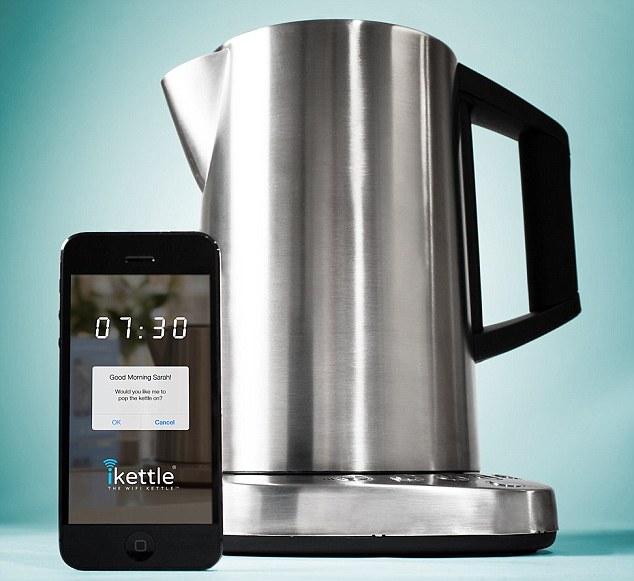 07:30
Good Morning Sarah!
Would you like me to
pop the kettle on?
OK Cancel
ikettle®
THE WIFI KETTLE™